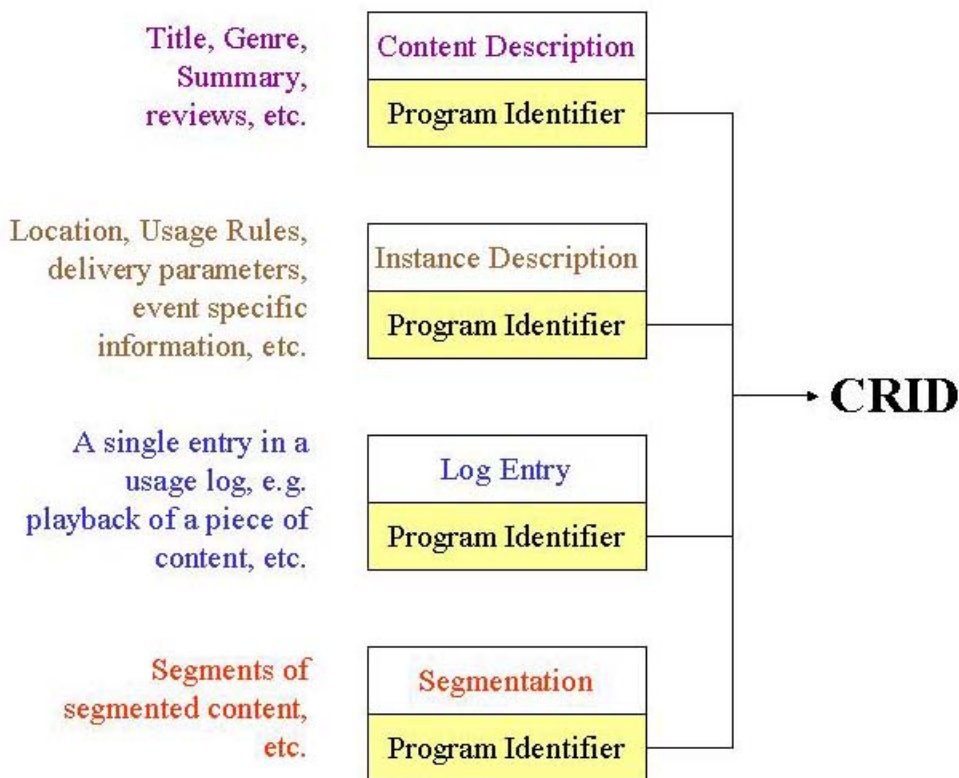 Title, Genre,
Summary,
reviews, etc.
Content Description
Program Identifier
Location, Usage Rules,
delivery parameters,
event specific
information, etc.
Instance Description
Program Identifier
CRID
A single entry in a
usage log, e.g.
playback of a piece of
content, etc.
Log Entry
Program Identifier
Segments of
segmented content,
etc.
Segmentation
Program Identifier